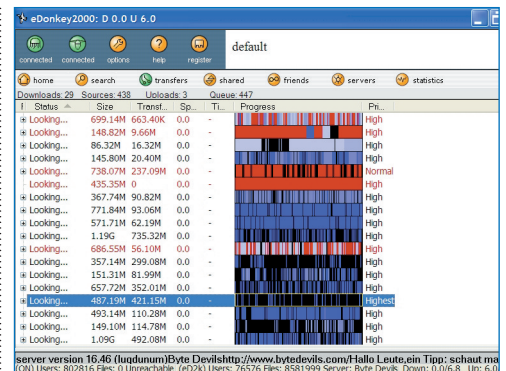 eDonkey2000: D 0.0 U 6.0
connected connected options help register
default
home search transfers shared friends servers statistics
Downloads: 29 Sources: 438 Uploads: 3 Queue: 447
Status Size Transf... Sp... Ti... Progress Pri...
Looking... 699.14M 663.40K 0.0 - High
Looking... 148.82M 9.66M 0.0 - High
Looking... 86.32M 16.32M 0.0 - High
Looking... 145.80M 20.40M 0.0 - High
Looking... 738.07M 237.09M 0.0 - Normal
Looking... 435.35M 0 0.0 - High
Looking... 367.74M 90.82M 0.0 - High
Looking... 771.84M 93.06M 0.0 - High
Looking... 571.71M 62.19M 0.0 - High
Looking... 1.19G 735.32M 0.0 - High
Looking... 686.55M 56.10M 0.0 - High
Looking... 357.14M 299.08M 0.0 - High
Looking... 151.31M 81.99M 0.0 - High
Looking... 657.72M 352.01M 0.0 - High
Looking... 487.19M 421.15M 0.0 - Highest
Looking... 493.14M 110.28M 0.0 - High
Looking... 149.10M 114.78M 0.0 - High
Looking... 1.09G 492.08M 0.0 - High
server version 16.46 (lugdunum)Byte Devilshttp://www.bytedevils.com/Hallo Leute,ein Tipp: schaut ma
(ON) Users: 802816 Files: 0 Unreachable (eD2k) Users: 76576 Files: 8581999 Server: Byte Devils Down: 0.0/6.8 Up: 6.0